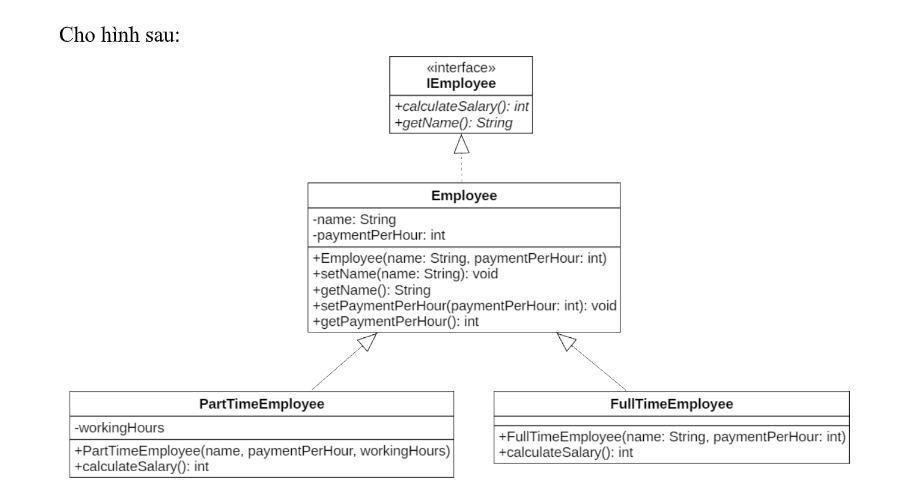 Cho hình sau:
«interface»
IEmployee
+calculateSalary(): int
+getName(): String
Employee
-name: String
-paymentPerHour: int
+Employee(name: String, paymentPerHour: int)
+setName(name: String): void
+getName(): String
+setPaymentPerHour(paymentPerHour: int): void
+getPaymentPerHour(): int
PartTimeEmployee
-workingHours
+PartTimeEmployee(name, paymentPerHour, workingHours)
+calculateSalary(): int
FullTimeEmployee
+FullTimeEmployee(name: String, paymentPerHour: int)
+calculateSalary(): int